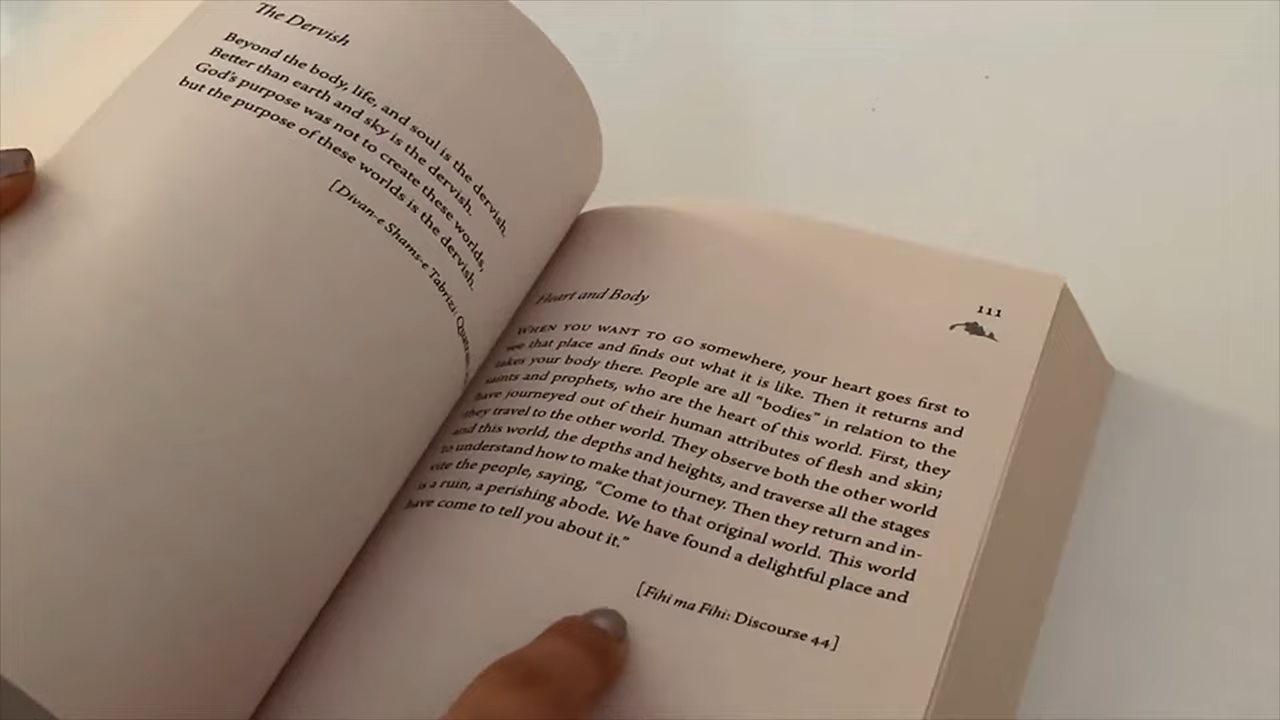 The Dervish
Beyond the body, life, and soul is the dervish.
Better than earth and sky is the dervish.
God's purpose was not to create these worlds,
but the purpose of these worlds is the dervish.
[Divan-e Shams-e Tabrizi:
111
Heart and Body
WHEN YOU WANT TO GO somewhere, your heart goes first to
see that place and finds out what it is like. Then it returns and
takes your body there. People are all "bodies" in relation to the
saints and prophets, who are the heart of this world. First, they
have journeyed out of their human attributes of flesh and skin;
they travel to the other world. They observe both the other world
and this world, the depths and heights, and traverse all the stages
to understand how to make that journey. Then they return and in-
vite the people, saying, "Come to that original world. This world
is a ruin, a perishing abode. We have found a delightful place and
have come to tell you about it."
[Fihi ma Fihi: Discourse 44]